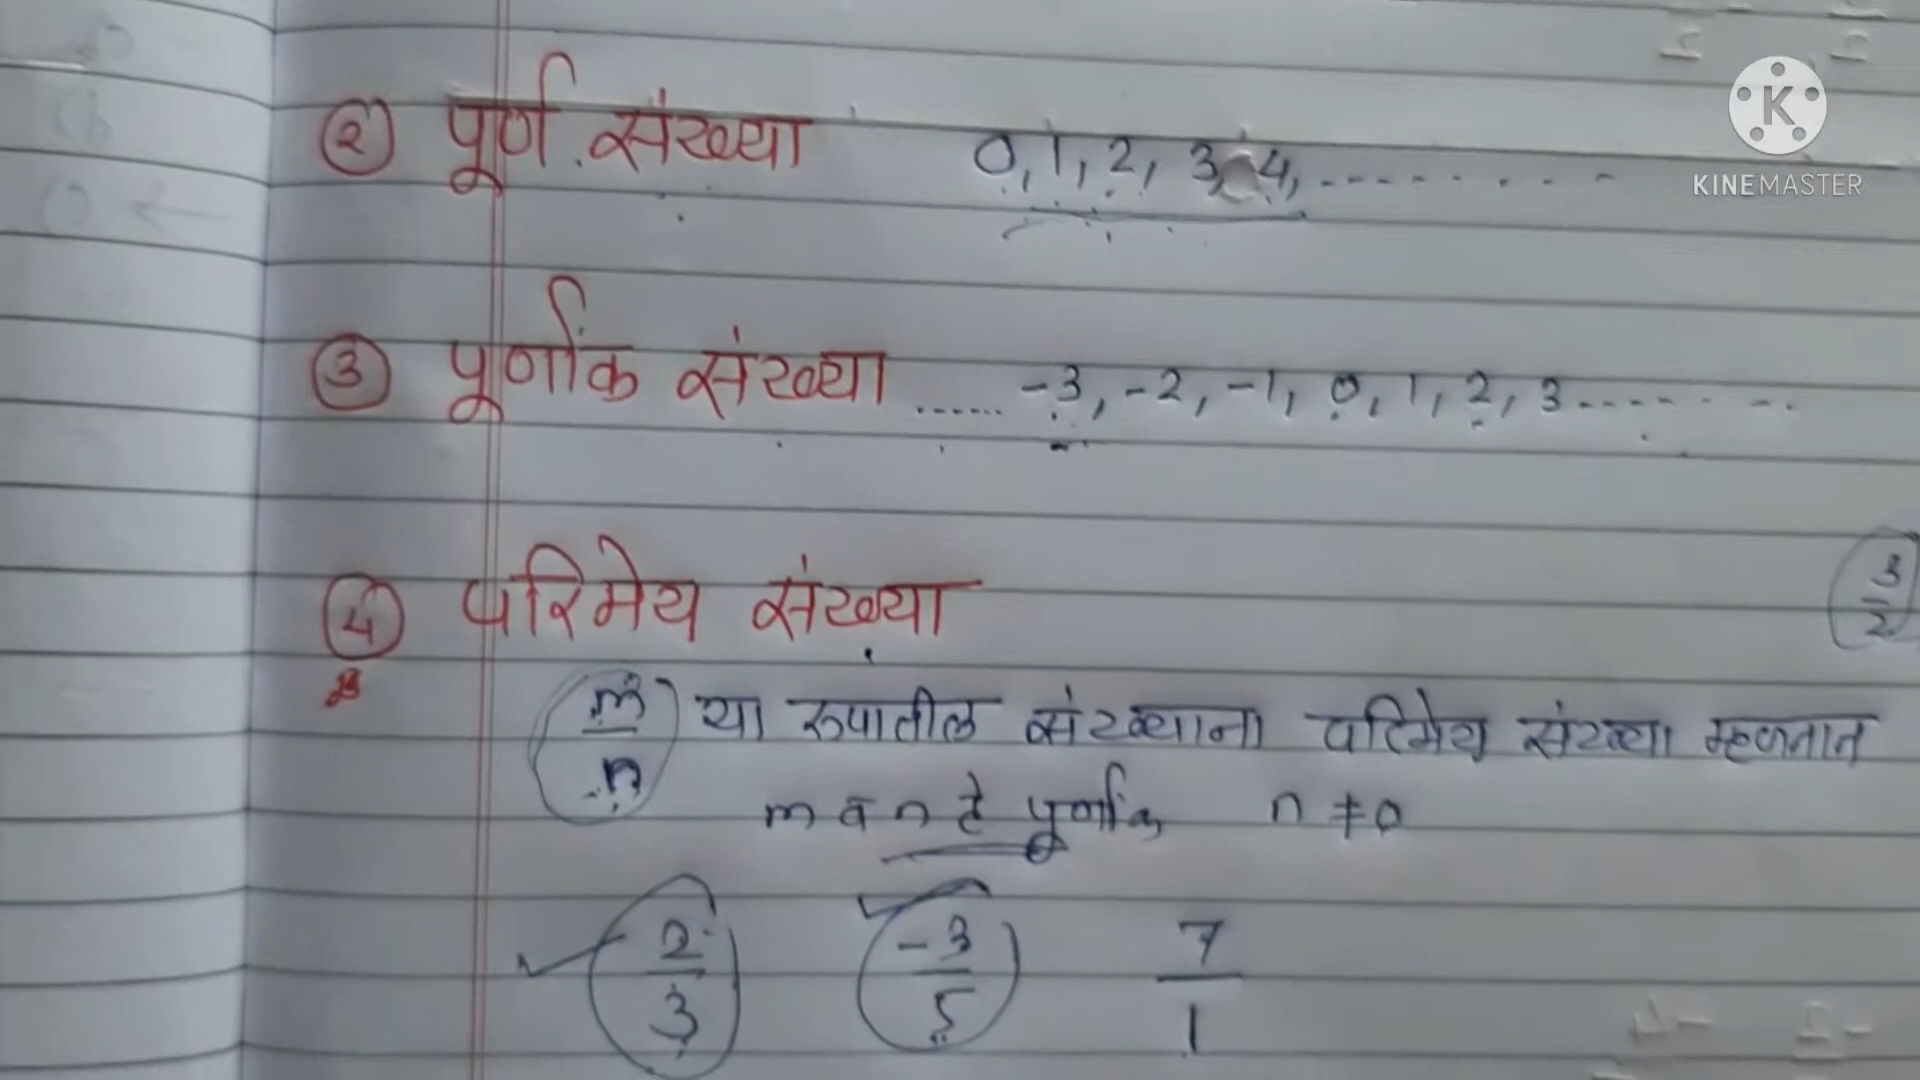 ② पूर्ण संख्या 0, 1, 2, 3, 4, ---------
KINEMASTER
③ पूर्णांक संख्या ...... -3, -2, -1, 0, 1, 2, 3 --------
④ परिमेय संख्या
3/2
m/n या रुपातील संख्याना परिमेय संख्या म्हणतात
m व n हे पूर्णांक n ≠ 0
2/3 -3/5 7/1